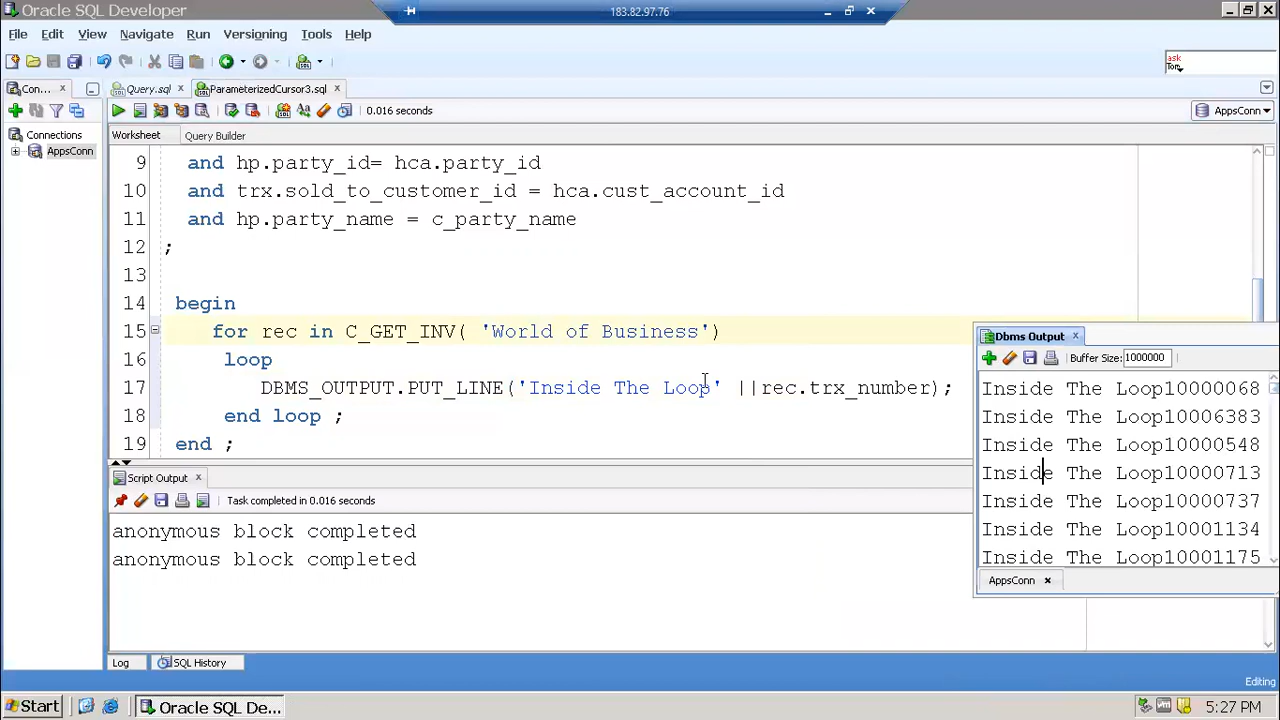 Oracle SQL Developer
183.82.97.76
File Edit View Navigate Run Versioning Tools Help
ask
Tom
Con...
Query.sql
ParameterizedCursor3.sql
0.016 seconds
AppsConn
Worksheet Query Builder
Connections
AppsConn
9 and hp.party_id= hca.party_id
10 and trx.sold_to_customer_id = hca.cust_account_id
11 and hp.party_name = c_party_name
12 ;
13
14 begin
15 for rec in C_GET_INV( 'World of Business')
16 loop
17 DBMS_OUTPUT.PUT_LINE('Inside The Loop' ||rec.trx_number);
18 end loop ;
19 end ;
Dbms Output
Buffer Size: 1000000
Inside The Loop10000068
Inside The Loop10006383
Inside The Loop10000548
Inside The Loop10000713
Inside The Loop10000737
Inside The Loop10001134
Inside The Loop10001175
AppsConn
Script Output
Task completed in 0.016 seconds
anonymous block completed
anonymous block completed
Log SQL History
Editing
Start
Oracle SQL De...
5:27 PM